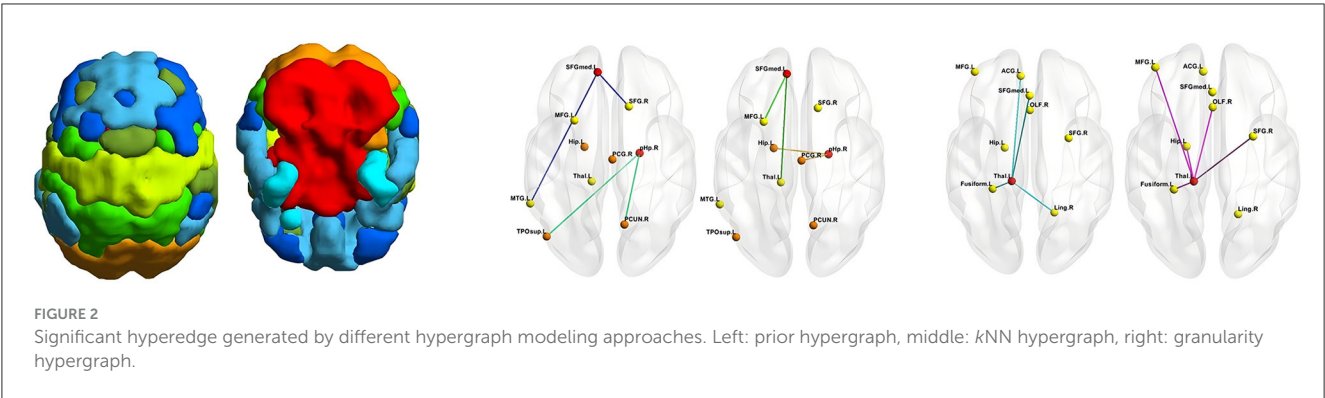 SFGmed.L
SFG.R
MFG.L
Hip.L
pHp.R
PCG.R
Thal.L
MTG.L
PCUN.R
TPOsup.L
SFGmed.L
SFG.R
MFG.L
Hip.L
pHp.R
PCG.R
Thal.L
MTG.L
PCUN.R
TPOsup.L
MFG.L
ACG.L
SFGmed.L
OLF.R
SFG.R
Hip.L
Thal.L
Fusiform.L
Ling.R
MFG.L
ACG.L
SFGmed.L
OLF.R
SFG.R
Hip.L
Thal.
Fusiform.L
Ling.R
FIGURE 2
Significant hyperedge generated by different hypergraph modeling approaches. Left: prior hypergraph, middle: kNN hypergraph, right: granularity
hypergraph.